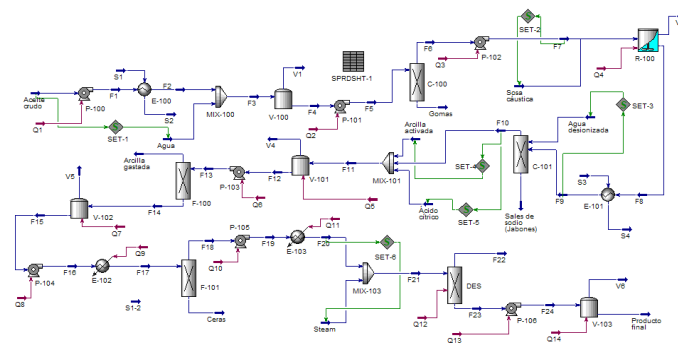 SET-2
V
F6
F7
P-102
Q3
S1
V1
SPRDSHT-1
Q4
R-100
F2
C-100
Sosa
cáustica
Aceite
crudo
F1
E-100
F3
F4
F5
P-100
MIX-100
V-100
P-101
Gomas
Q1
S2
Q2
SET-1
Agua
Arcilla
activada
F10
Agua
desionizada
SET-3
V4
Arcilla
gastada
F13
F12
F11
SET-4
C-101
S3
V5
P-103
V-101
MIX-101
F-100
F9
F8
Q6
Q5
Ácido
cítrico
SET-5
E-101
F15
V-102
F14
Sales de
sodio
(Jabones)
S4
Q7
P-105
F19
Q11
F18
F20
Q9
E-103
SET-6
F16
F17
Q10
F22
P-104
E-102
F21
V6
F-101
MIX-103
DES
Q8
S1-2
F23
F24
Steam
Q12
P-106
Producto
final
Ceras
Q13
Q14
V-103